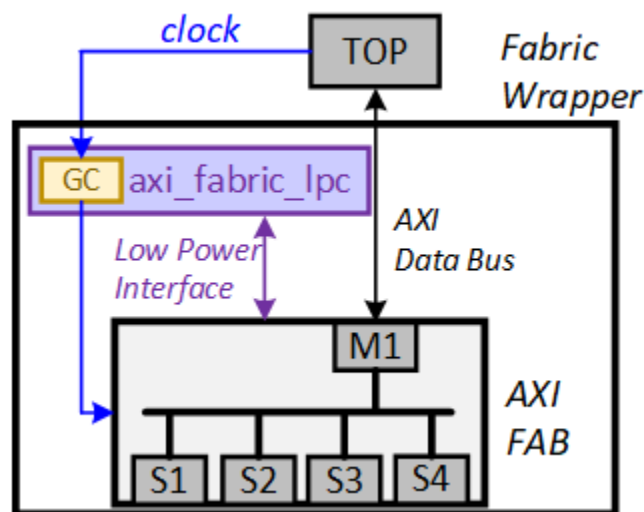 clock
TOP
Fabric
Wrapper
GC
axi_fabric_lpc
Low Power
Interface
AXI
Data Bus
M1
AXI
FAB
S1
S2
S3
S4